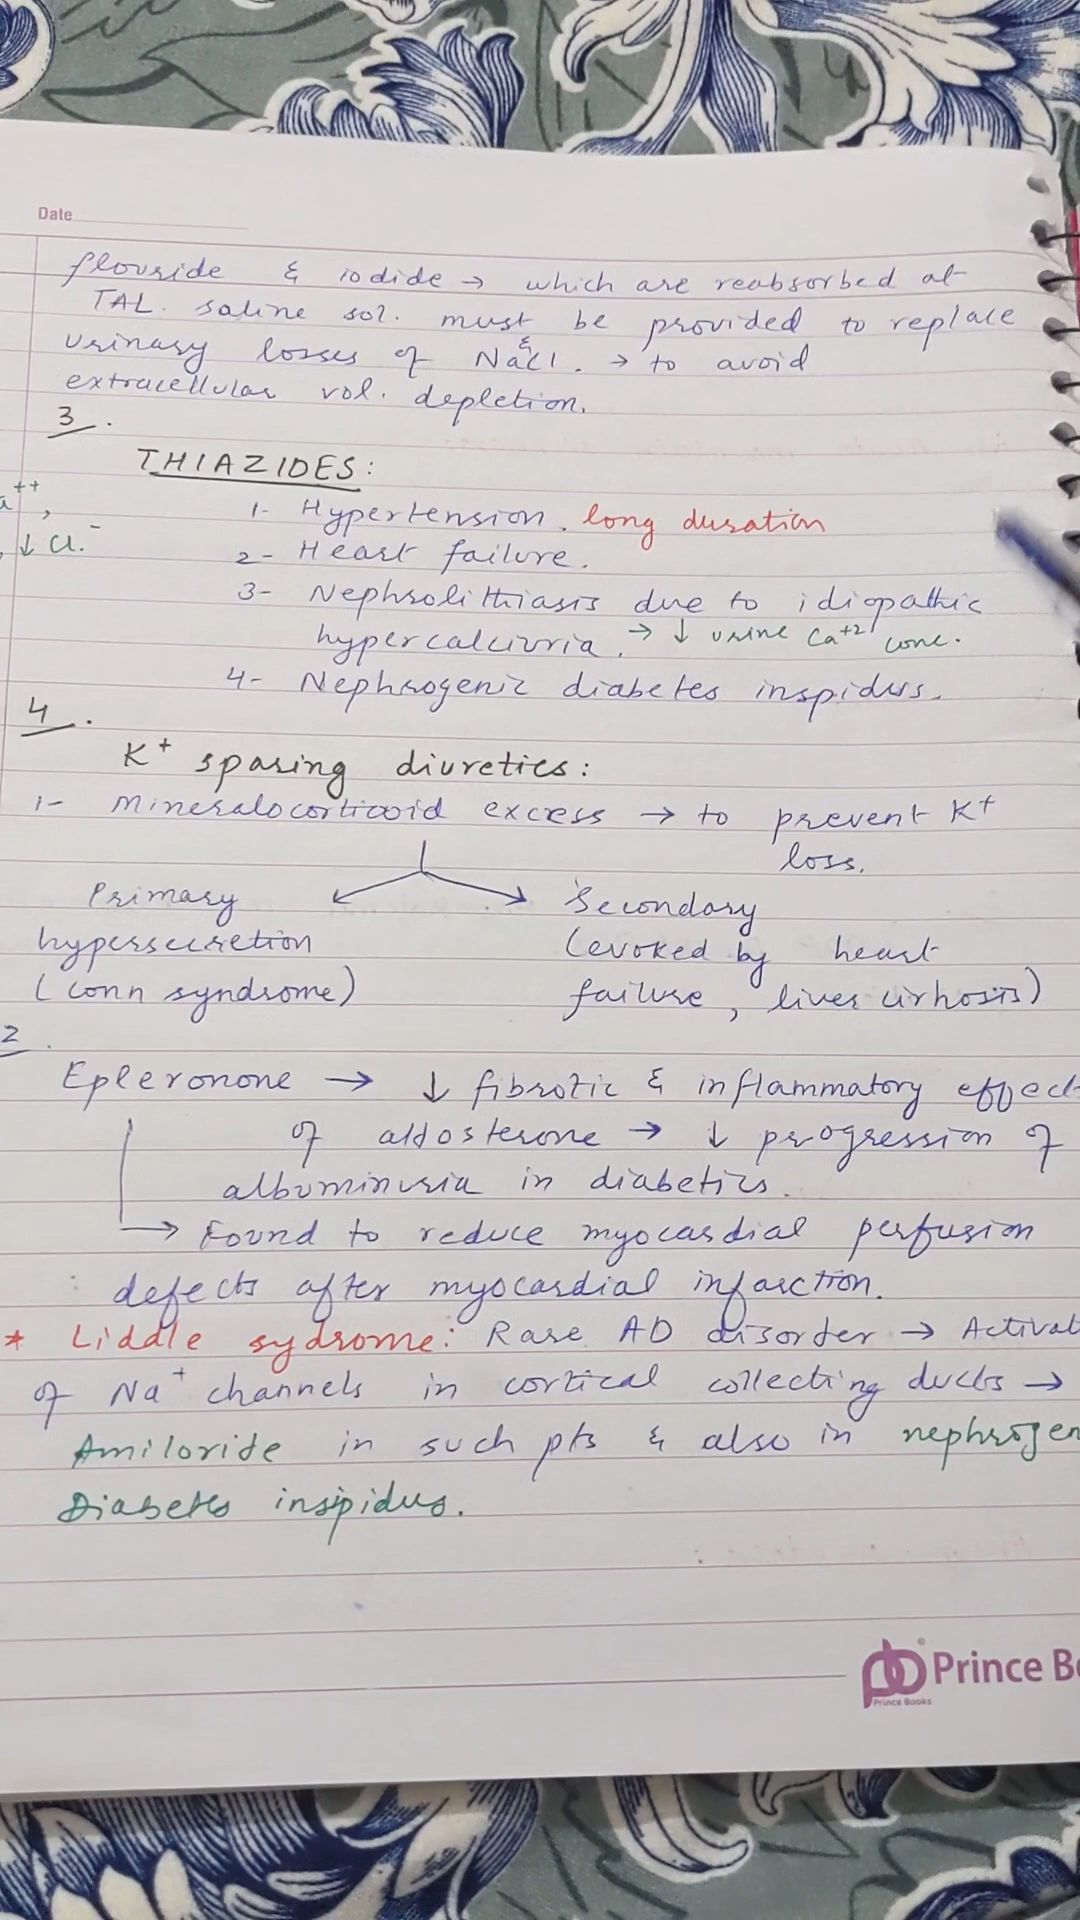 Date
flouride & iodide → which are reabsorbed at
TAL. saline sol. must be provided to replace
urinary losses of NaCl. & → to avoid
extracellular vol. depletion.
3.
THIAZIDES:
a++,
↓ Cl-.
1- Hypertension. long duration
2- Heart failure.
3- Nephrolithiasis due to idiopathic
hypercalciuria. → ↓ urine Ca+2 conc.
4- Nephrogenic diabetes inspidus.
4.
K+ sparing diuretics:
1- Mineralocorticoid excess → to prevent K+
loss.
Primary
hypersecretion
(conn syndrome)
Secondary
(evoked by heart
failure, liver cirhosis)
2.
Epleronone → ↓ fibrotic & inflammatory effect
of aldosterone → ↓ progression of
albuminuria in diabetics.
→ Found to reduce myocardial perfusion
defects after myocardial infarction.
* Liddle sydrome: Rare AD disorder → Activat
of Na+ channels in cortical collecting ducts →
Amiloride in such pts & also in nephrogen
Diabetes insipidus.
Prince Bo
Prince Books